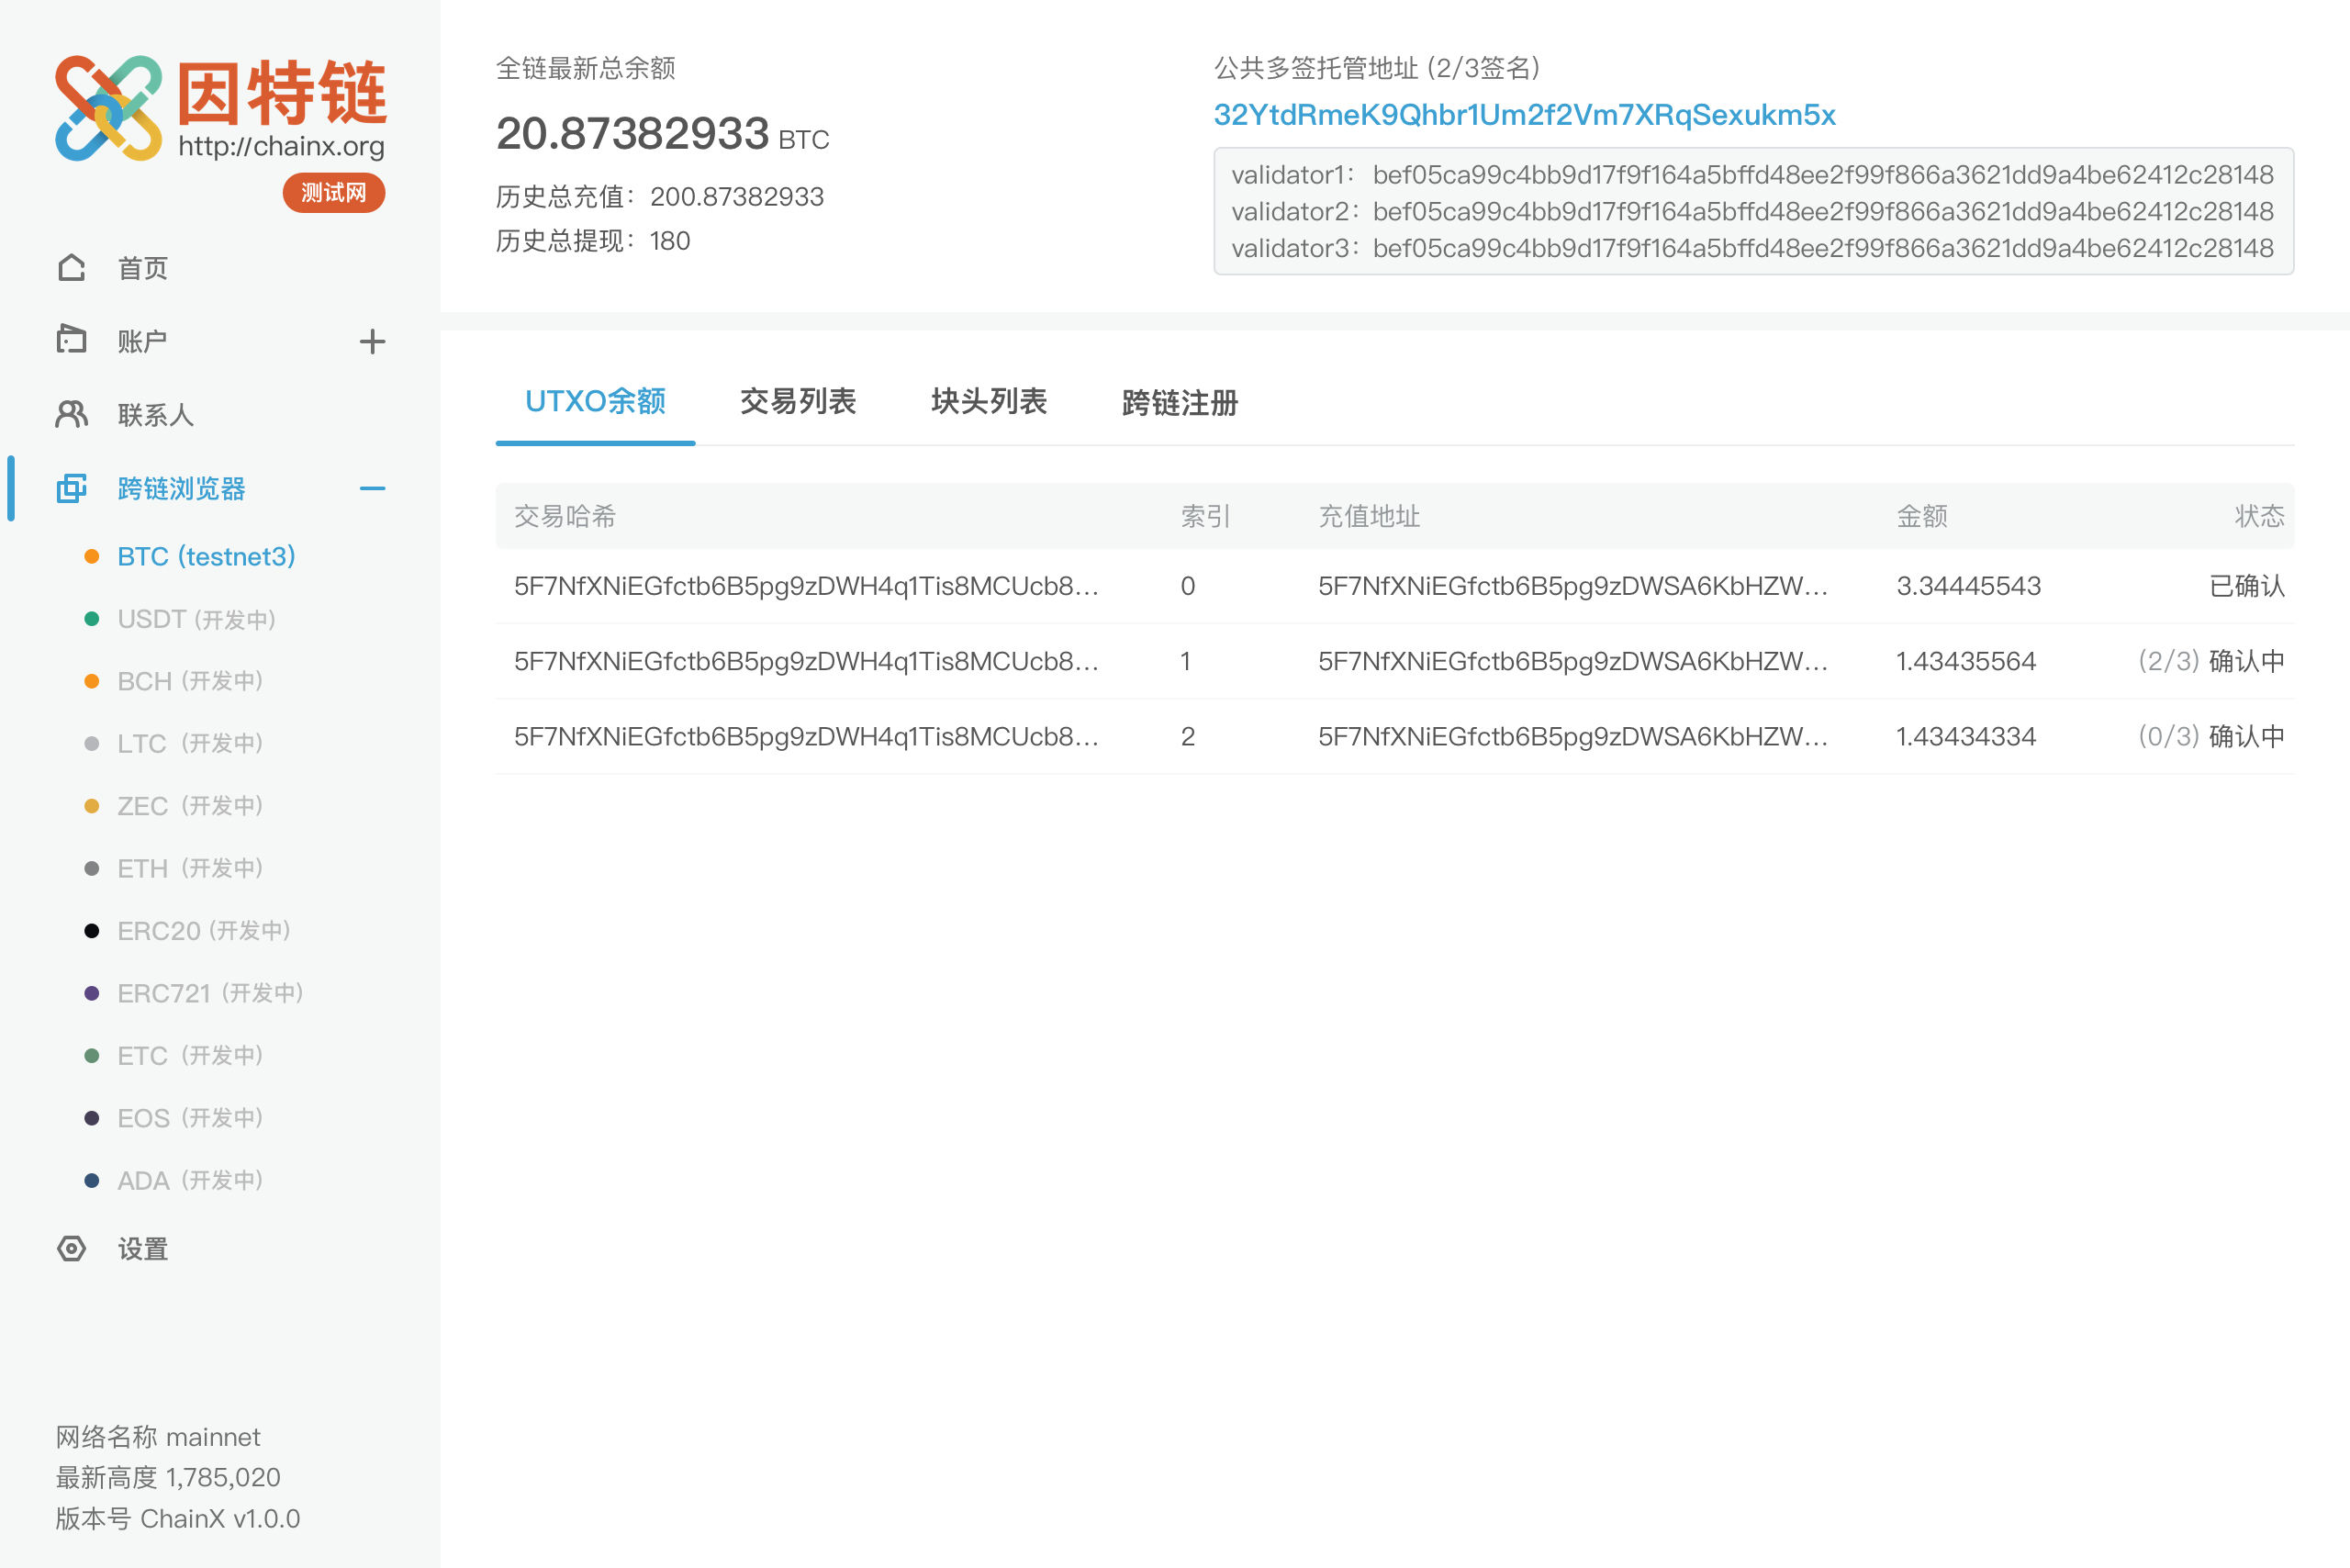 因特链
http://chainx.org
测试网
首页
账户
联系人
跨链浏览器
BTC (testnet3)
USDT (开发中)
BCH (开发中)
LTC (开发中)
ZEC (开发中)
ETH (开发中)
ERC20 (开发中)
ERC721 (开发中)
ETC (开发中)
EOS (开发中)
ADA (开发中)
设置
网络名称 mainnet
最新高度 1,785,020
版本号 ChainX v1.0.0
全链最新总余额
20.87382933 BTC
历史总充值：200.87382933
历史总提现：180
公共多签托管地址 (2/3签名)
32YtdRmeK9Qhbr1Um2f2Vm7XRqSexukm5x
validator1： bef05ca99c4bb9d17f9f164a5bffd48ee2f99f866a3621dd9a4be62412c28148
validator2：bef05ca99c4bb9d17f9f164a5bffd48ee2f99f866a3621dd9a4be62412c28148
validator3：bef05ca99c4bb9d17f9f164a5bffd48ee2f99f866a3621dd9a4be62412c28148
UTXO余额 交易列表 块头列表 跨链注册
交易哈希 索引 充值地址 金额 状态
5F7NfXNiEGfctb6B5pg9zDWH4q1Tis8MCUcb8... 0 5F7NfXNiEGfctb6B5pg9zDWSA6KbHZW... 3.34445543 已确认
5F7NfXNiEGfctb6B5pg9zDWH4q1Tis8MCUcb8... 1 5F7NfXNiEGfctb6B5pg9zDWSA6KbHZW... 1.43435564 (2/3) 确认中
5F7NfXNiEGfctb6B5pg9zDWH4q1Tis8MCUcb8... 2 5F7NfXNiEGfctb6B5pg9zDWSA6KbHZW... 1.43434334 (0/3) 确认中